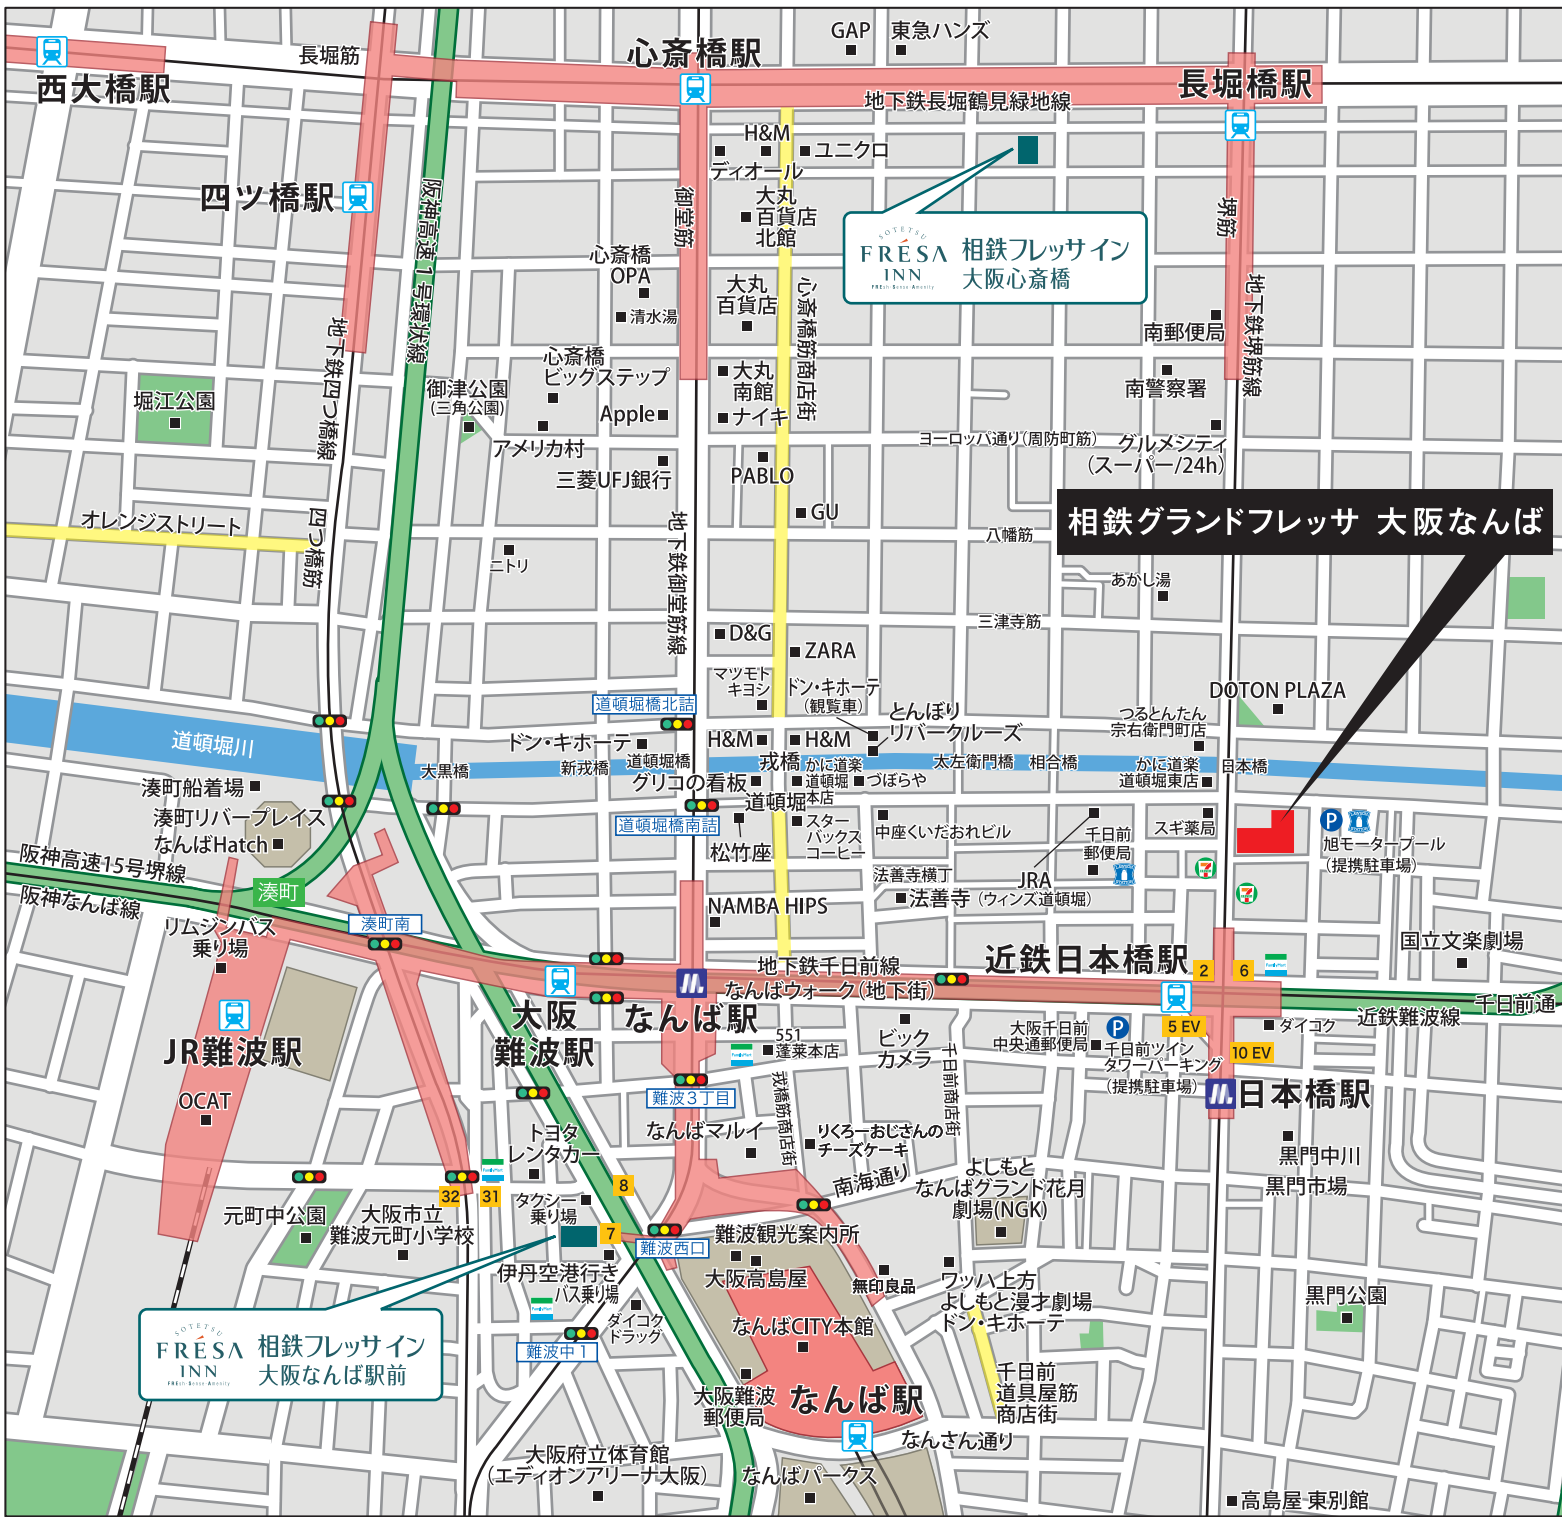 GAP
東急ハンズ
長堀筋
心斎橋駅
西大橋駅
長堀橋駅
地下鉄長堀鶴見緑地線
H&M
ユニクロ
ディオール
四ツ橋駅
阪神高速1号環状線
御堂筋
大丸
百貨店
北館
堺筋
SOTETSU
FRESA
INN
FREsh·Sense·Amenity
相鉄フレッサイン
大阪心斎橋
心斎橋
OPA
大丸
百貨店
心斎橋筋商店街
清水湯
南郵便局
地下鉄堺筋線
地下鉄四つ橋線
心斎橋
ビッグステップ
大丸
南館
南警察署
御津公園
(三角公園)
堀江公園
Apple
ナイキ
アメリカ村
ヨーロッパ通り(周防町筋)
グルメシティ
(スーパー/24h)
三菱UFJ銀行
PABLO
GU
相鉄グランドフレッサ 大阪なんば
オレンジストリート
四つ橋筋
地下鉄御堂筋線
八幡筋
ニトリ
あかし湯
三津寺筋
D&G
ZARA
マツモト
キヨシ
ドン・キホーテ
(観覧車)
DOTON PLAZA
道頓堀橋北詰
とんぼり
リバークルーズ
つるとんたん
宗右衛門町店
道頓堀川
ドン・キホーテ
H&M
H&M
道頓堀橋
戎橋
大黒橋
新戎橋
太左衛門橋
相合橋
日本橋
かに道楽
道頓堀
本店
かに道楽
道頓堀東店
グリコの看板
づぼらや
湊町船着場
道頓堀
湊町リバープレイス
なんばHatch
道頓堀橋南詰
スター
バックス
コーヒー
中座くいだおれビル
千日前
郵便局
スギ薬局
P
旭モータープール
(提携駐車場)
松竹座
阪神高速15号堺線
阪神なんば線
湊町
法善寺横丁
法善寺
JRA
(ウィンズ道頓堀)
NAMBA HIPS
湊町南
リムジンバス
乗り場
国立文楽劇場
近鉄日本橋駅
2
6
FamilyMart
地下鉄千日前線
なんばウォーク(地下街)
千日前通
近鉄難波線
大阪
難波駅
なんば駅
JR難波駅
ビック
カメラ
大阪千日前
中央通郵便局
P
千日前ツイン
タワーパーキング
(提携駐車場)
5 EV
ダイコク
10 EV
551
蓬莱本店
FamilyMart
千日前商店街
日本橋駅
難波3丁目
戎橋筋商店街
OCAT
トヨタ
レンタカー
なんばマルイ
りくろーおじさんの
チーズケーキ
黒門中川
黒門市場
FamilyMart
32
31
8
南海通り
よしもと
なんばグランド花月
劇場(NGK)
タクシー
乗り場
元町中公園
大阪市立
難波元町小学校
7
難波西口
難波観光案内所
大阪高島屋
伊丹空港行き
バス乗り場
無印良品
ワッハ上方
よしもと漫才劇場
ドン・キホーテ
黒門公園
FamilyMart
ダイコク
ドラッグ
なんばCITY本館
難波中1
SOTETSU
FRESA
INN
FREsh·Sense·Amenity
相鉄フレッサイン
大阪なんば駅前
大阪難波
郵便局
なんば駅
千日前
道具屋筋
商店街
なんさん通り
大阪府立体育館
(エディオンアリーナ大阪)
なんばパークス
高島屋 東別館